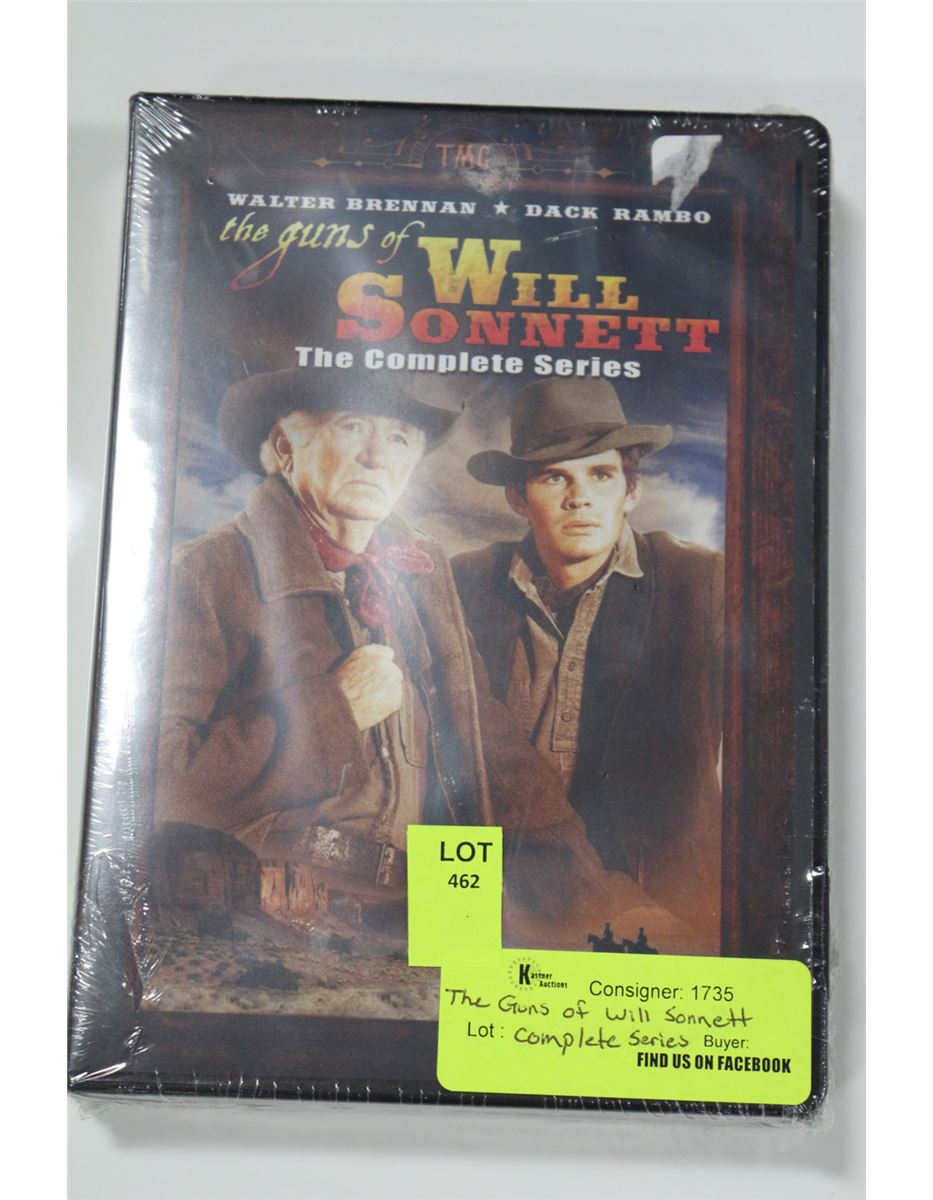 TMG
WALTER BRENNAN ★ DACK RAMBO
the guns of
WILL
SONNETT
The Complete Series
LOT
462
Kastner
Auctions
Consigner: 1735
The Guns of Will Sonnett
Lot : Complete Series Buyer:
FIND US ON FACEBOOK